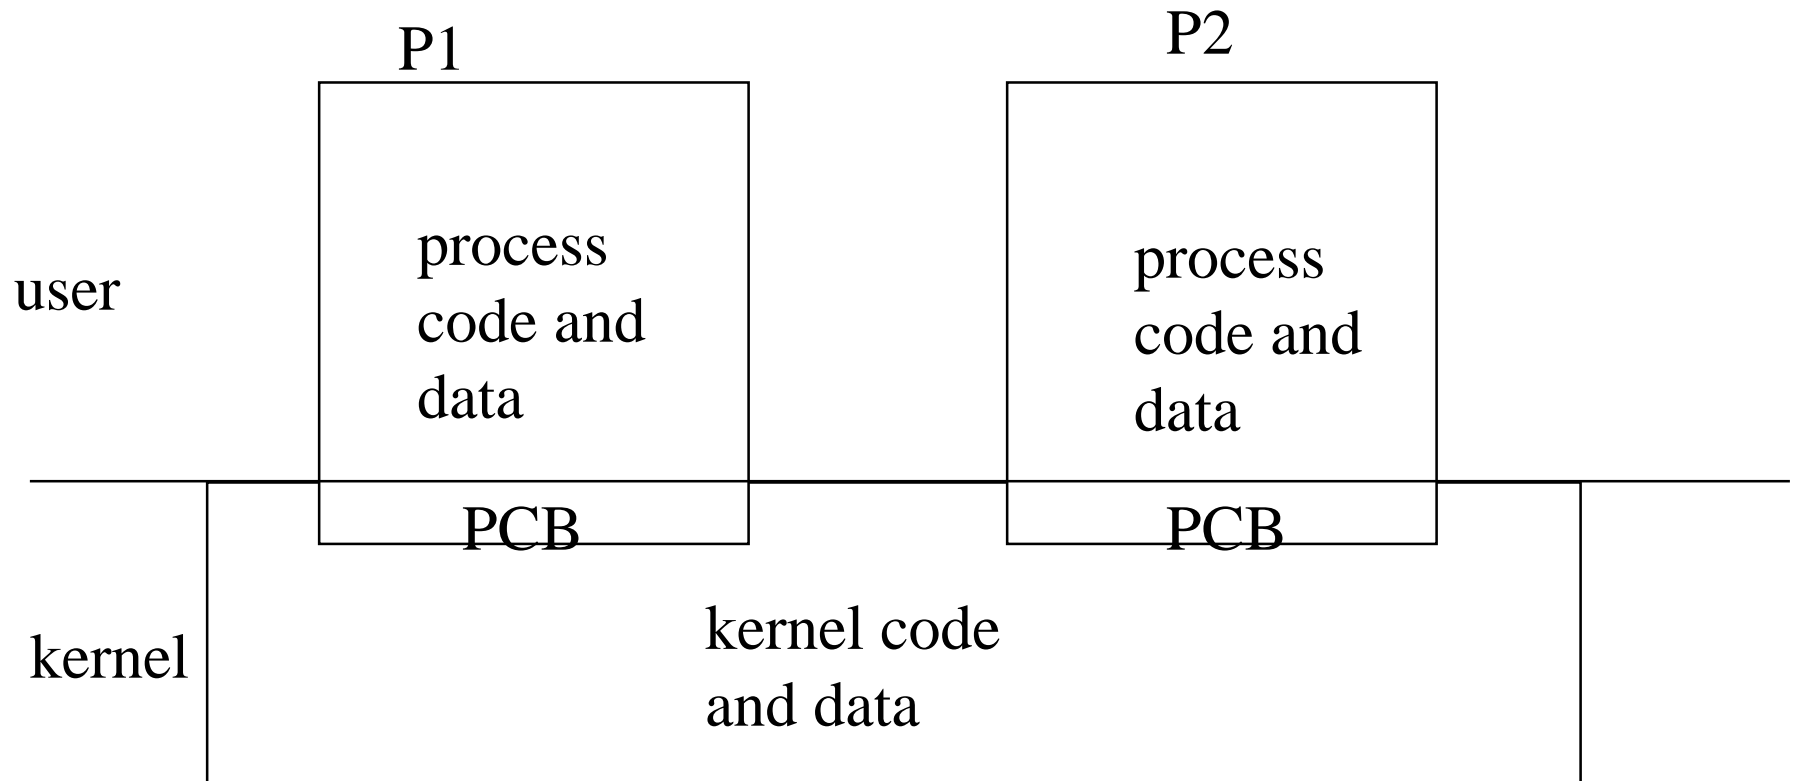 P1
P2
user
process
code and
data
process
code and
data
PCB
PCB
kernel
kernel code
and data